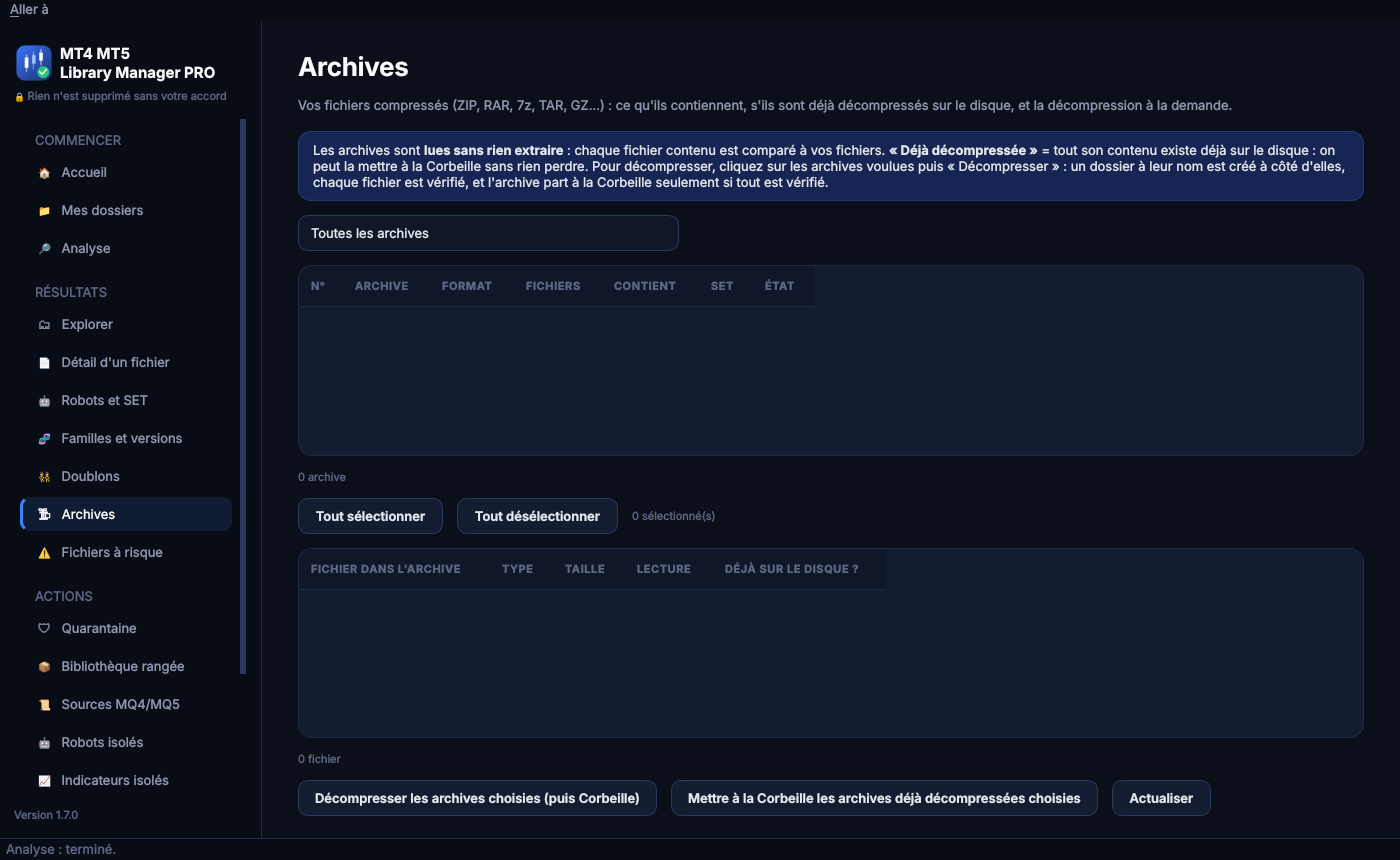 Aller à
MT4 MT5
Library Manager PRO
Rien n'est supprimé sans votre accord
COMMENCER
Accueil
Mes dossiers
Analyse
RÉSULTATS
Explorer
Détail d'un fichier
Robots et SET
Familles et versions
Doublons
Archives
Fichiers à risque
ACTIONS
Quarantaine
Bibliothèque rangée
Sources MQ4/MQ5
Robots isolés
Indicateurs isolés
Version 1.7.0
Archives
Vos fichiers compressés (ZIP, RAR, 7z, TAR, GZ…) : ce qu'ils contiennent, s'ils sont déjà décompressés sur le disque, et la décompression à la demande.
Les archives sont lues sans rien extraire : chaque fichier contenu est comparé à vos fichiers. « Déjà décompressée » = tout son contenu existe déjà sur le disque : on
peut la mettre à la Corbeille sans rien perdre. Pour décompresser, cliquez sur les archives voulues puis « Décompresser » : un dossier à leur nom est créé à côté d'elles,
chaque fichier est vérifié, et l'archive part à la Corbeille seulement si tout est vérifié.
Toutes les archives
N° ARCHIVE FORMAT FICHIERS CONTIENT SET ÉTAT
0 archive
Tout sélectionner Tout désélectionner 0 sélectionné(s)
FICHIER DANS L'ARCHIVE TYPE TAILLE LECTURE DÉJÀ SUR LE DISQUE ?
0 fichier
Décompresser les archives choisies (puis Corbeille) Mettre à la Corbeille les archives déjà décompressées choisies Actualiser
Analyse : terminé.